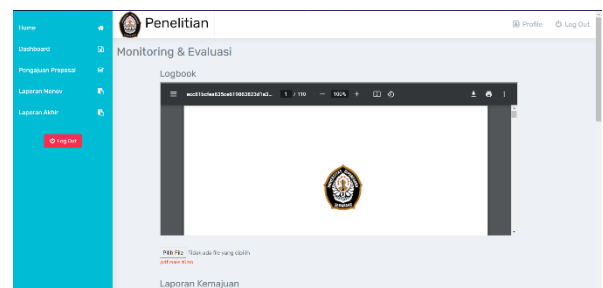 Home
Dashboard
Pengajuan Proposal
Laporan Monev
Laporan Akhir
Log Out
Penelitian
Profile
Log Out
Monitoring & Evaluasi
Logbook
1 / 110
100%
Pilih File Tidak ada file yang dipilih
Laporan Kemajuan